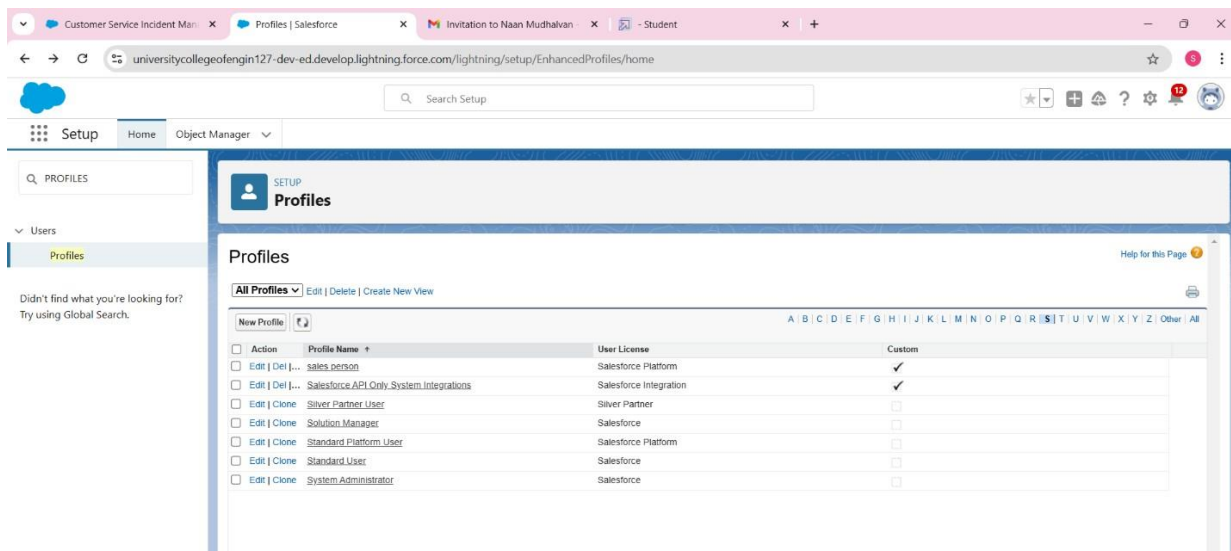 Customer Service Incident Man
Profiles | Salesforce
Invitation to Naan Mudhalvan -
- Student
universitycollegeofengin127-dev-ed.develop.lightning.force.com/lightning/setup/EnhancedProfiles/home
S
Search Setup
12
Setup
Home
Object Manager
PROFILES
Users
Profiles
Didn't find what you're looking for?
Try using Global Search.
SETUP
Profiles
Profiles
Help for this Page
All Profiles Edit | Delete | Create New View
New Profile
A | B | C | D | E | F | G | H | I | J | K | L | M | N | O | P | Q | R | S | T | U | V | W | X | Y | Z | Other | All
Action Profile Name User License Custom
Edit | Del |... sales person Salesforce Platform
Edit | Del |... Salesforce API Only System Integrations Salesforce Integration
Edit | Clone Silver Partner User Silver Partner
Edit | Clone Solution Manager Salesforce
Edit | Clone Standard Platform User Salesforce Platform
Edit | Clone Standard User Salesforce
Edit | Clone System Administrator Salesforce